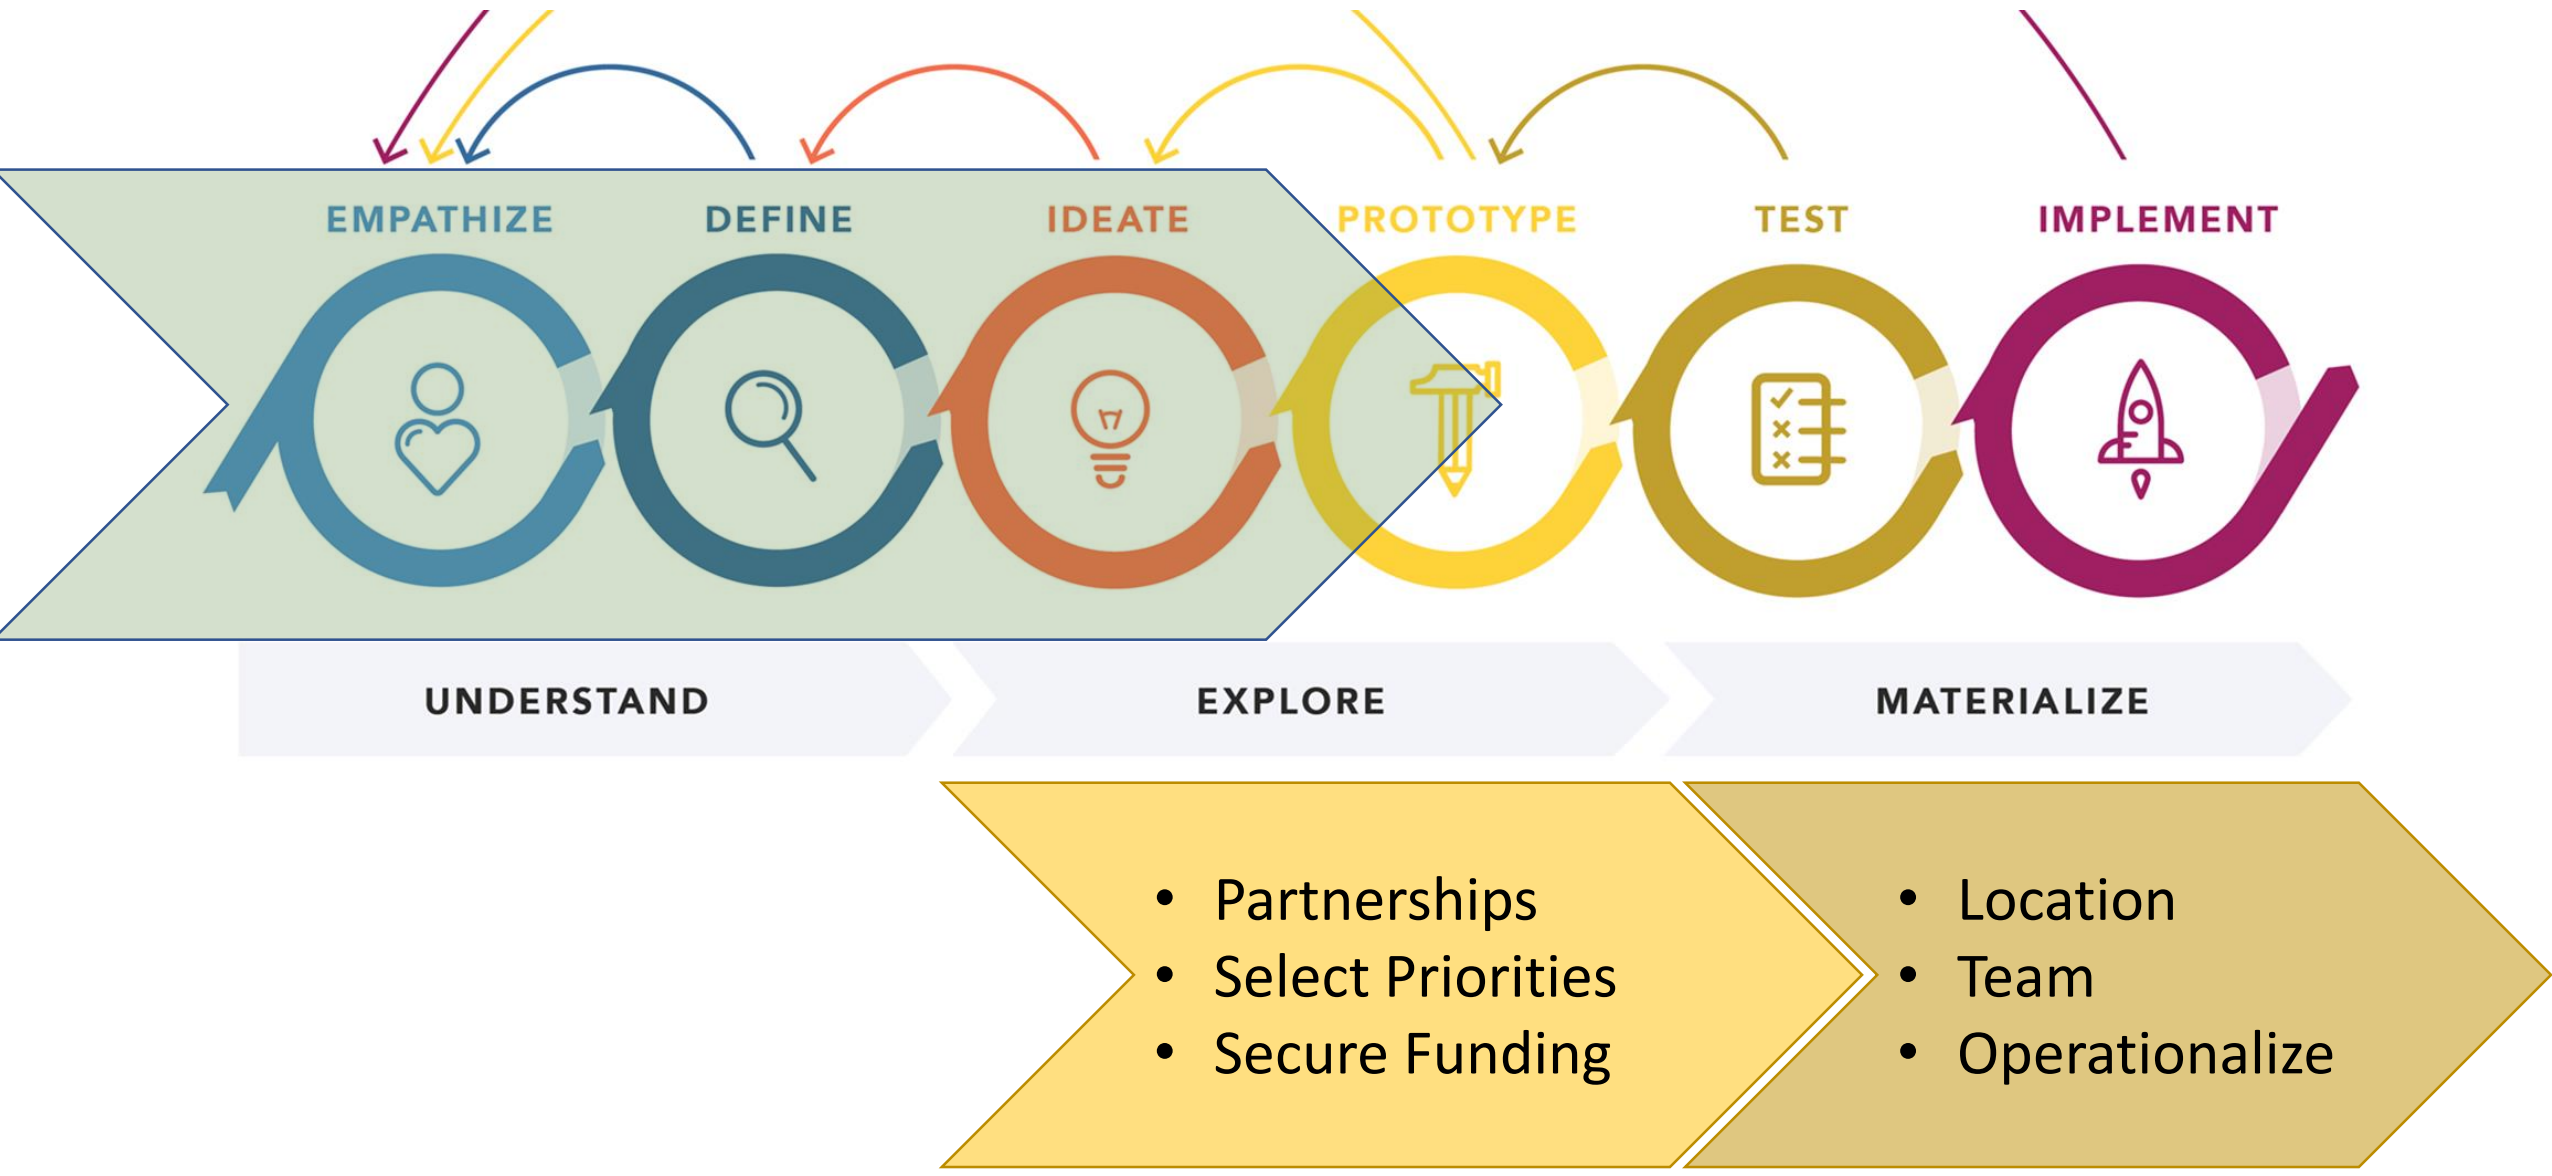 EMPATHIZE DEFINE IDEATE PROTOTYPE TEST IMPLEMENT
UNDERSTAND EXPLORE MATERIALIZE
• Partnerships
• Select Priorities
• Secure Funding
• Location
• Team
• Operationalize